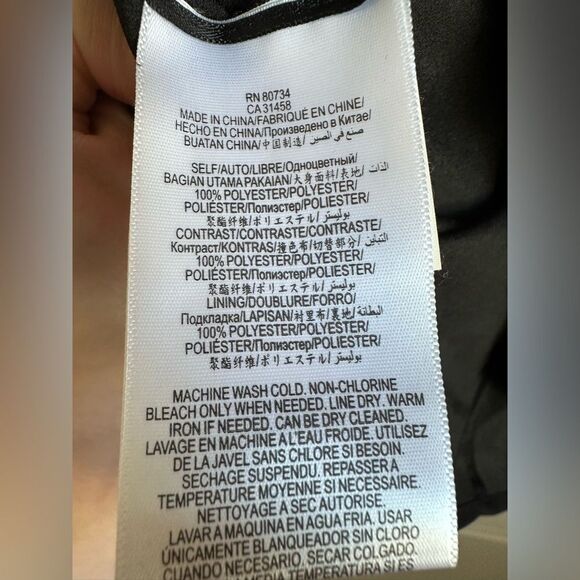 RN 80734
CA 31458
MADE IN CHINA/FABRIQUÉ EN CHINE/
HECHO EN CHINA/Произведено в Китае/
BUATAN CHINA/中国制造/ صنع في الصين
SELF/AUTO/LIBRE/Одноцветный/
BAGIAN UTAMA PAKAIAN/大身面料/表地/ الذات/
100% POLYESTER/POLYESTER/
POLIÉSTER/Полиэстер/POLIESTER/
聚酯纤维/ポリエステル/ بوليستر/
CONTRAST/CONTRASTE/CONTRASTE/
Контраст/KONTRAS/撞色布/切替部分/ التباين/
100% POLYESTER/POLYESTER/
POLIÉSTER/Полиэстер/POLIESTER/
聚酯纤维/ポリエステル/ بوليستر/
LINING/DOUBLURE/FORRO/
Подкладка/LAPISAN/衬里布/裏地/ البطانة/
100% POLYESTER/POLYESTER/
POLIÉSTER/Полиэстер/POLIESTER/
聚酯纤维/ポリエステル/ بوليستر/
MACHINE WASH COLD. NON-CHLORINE
BLEACH ONLY WHEN NEEDED. LINE DRY. WARM
IRON IF NEEDED. CAN BE DRY CLEANED.
LAVAGE EN MACHINE A L'EAU FROIDE. UTILISEZ
DE LA JAVEL SANS CHLORE SI BESOIN.
SECHAGE SUSPENDU. REPASSER A
TEMPERATURE MOYENNE SI NECESSAIRE.
NETTOYAGE A SEC AUTORISE.
LAVAR A MAQUINA EN AGUA FRIA. USAR
ÚNICAMENTE BLANQUEADOR SIN CLORO
CUANDO NECESARIO. SECAR COLGADO.
MEDIA TEMPERATURA SI ES